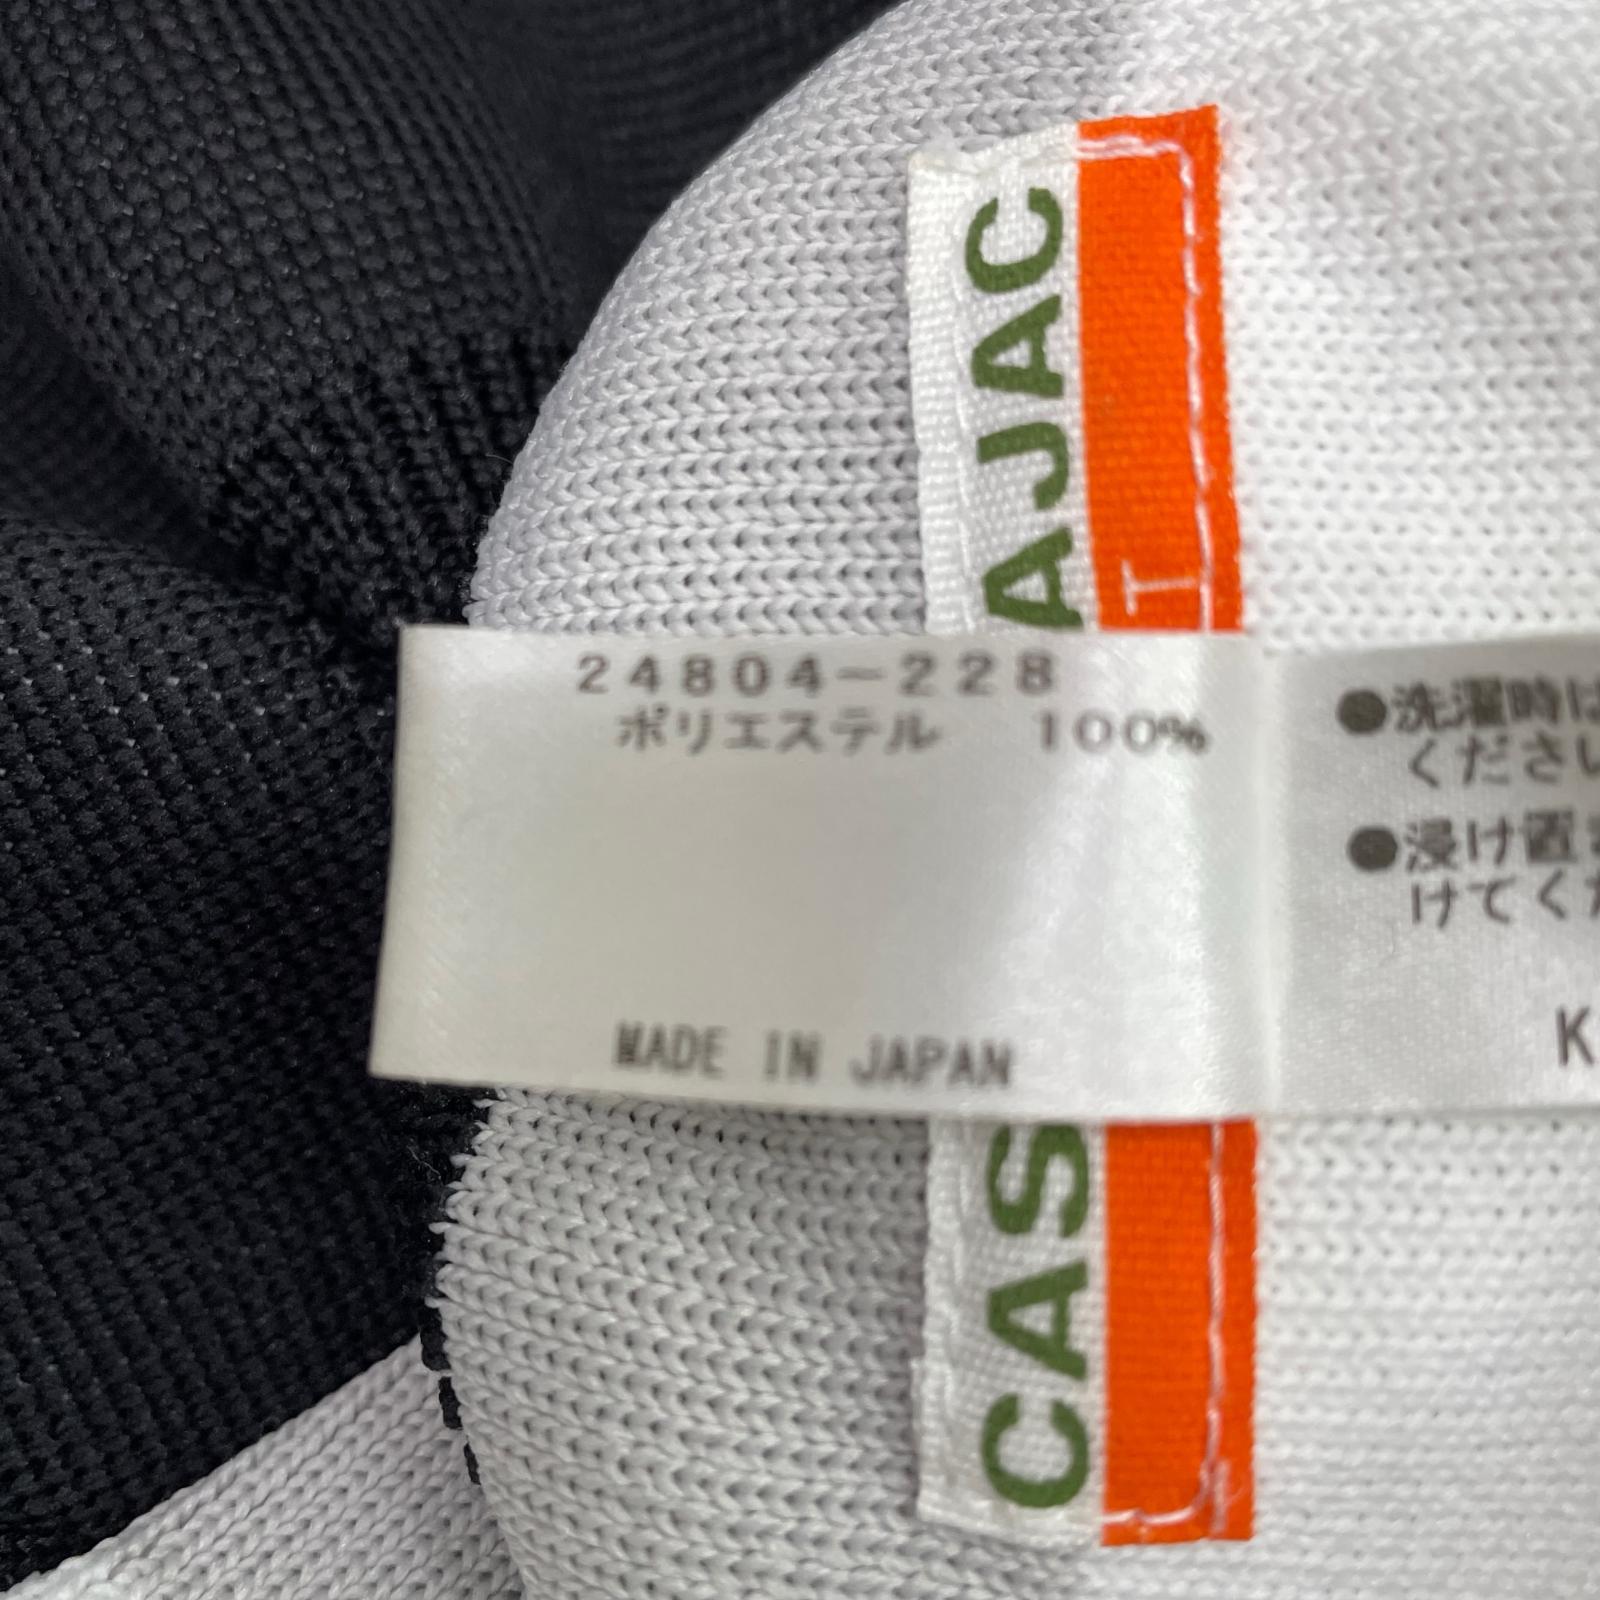 24804-228
ポリエステル 100%
MADE IN JAPAN
●洗濯時は
くださ
●浸け置
けてく
K
CAS
AJAC
T